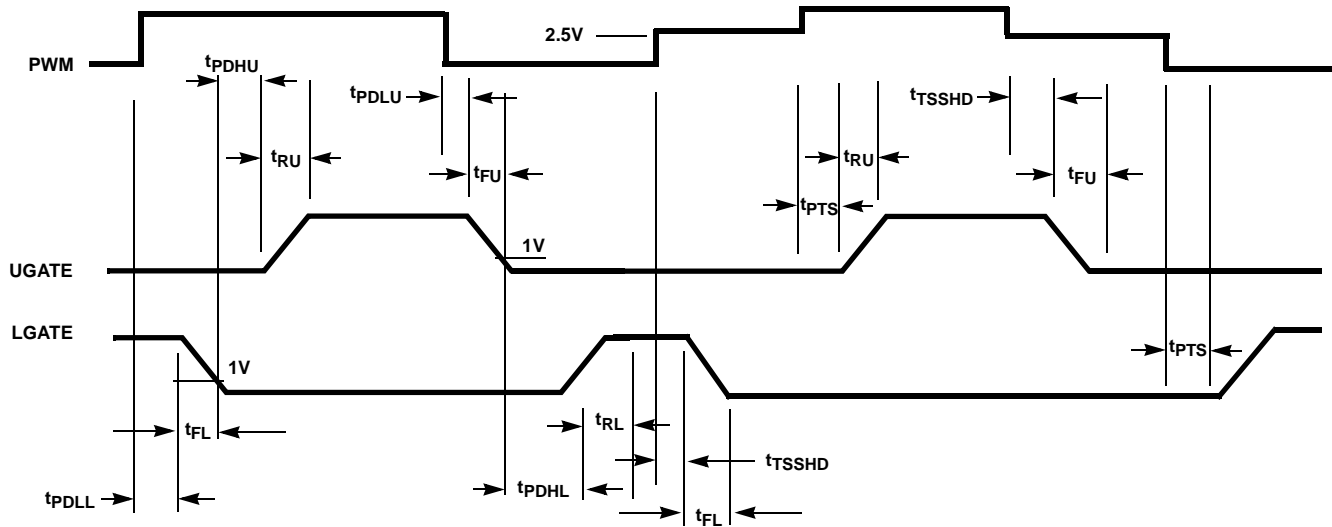 2.5V
PWM
tPDHU
tPDLU
tTSSHD
tRU
tRU
tFU
tFU
tPTS
1V
UGATE
LGATE
1V
tPTS
tRL
tFL
tTSSHD
tPDHL
tPDLL
tFL